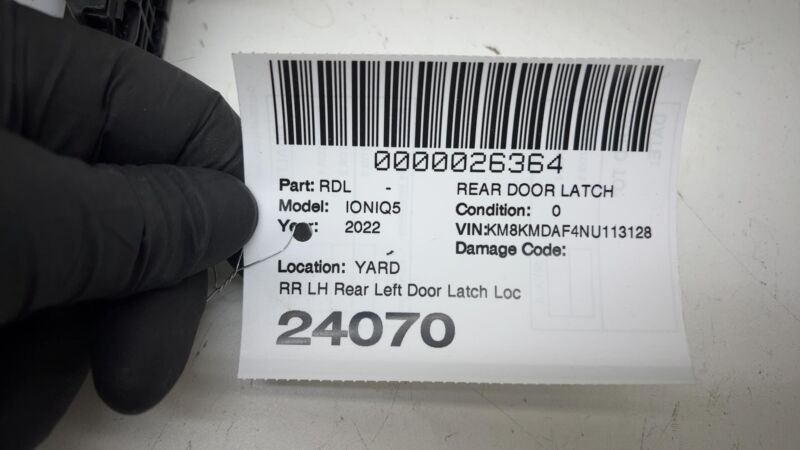 0000026364
Part: RDL - REAR DOOR LATCH
Model: IONIQ5 Condition: 0
Year: 2022 VIN:KM8KMDAF4NU113128
Damage Code:
Location: YARD
RR LH Rear Left Door Latch Loc
24070